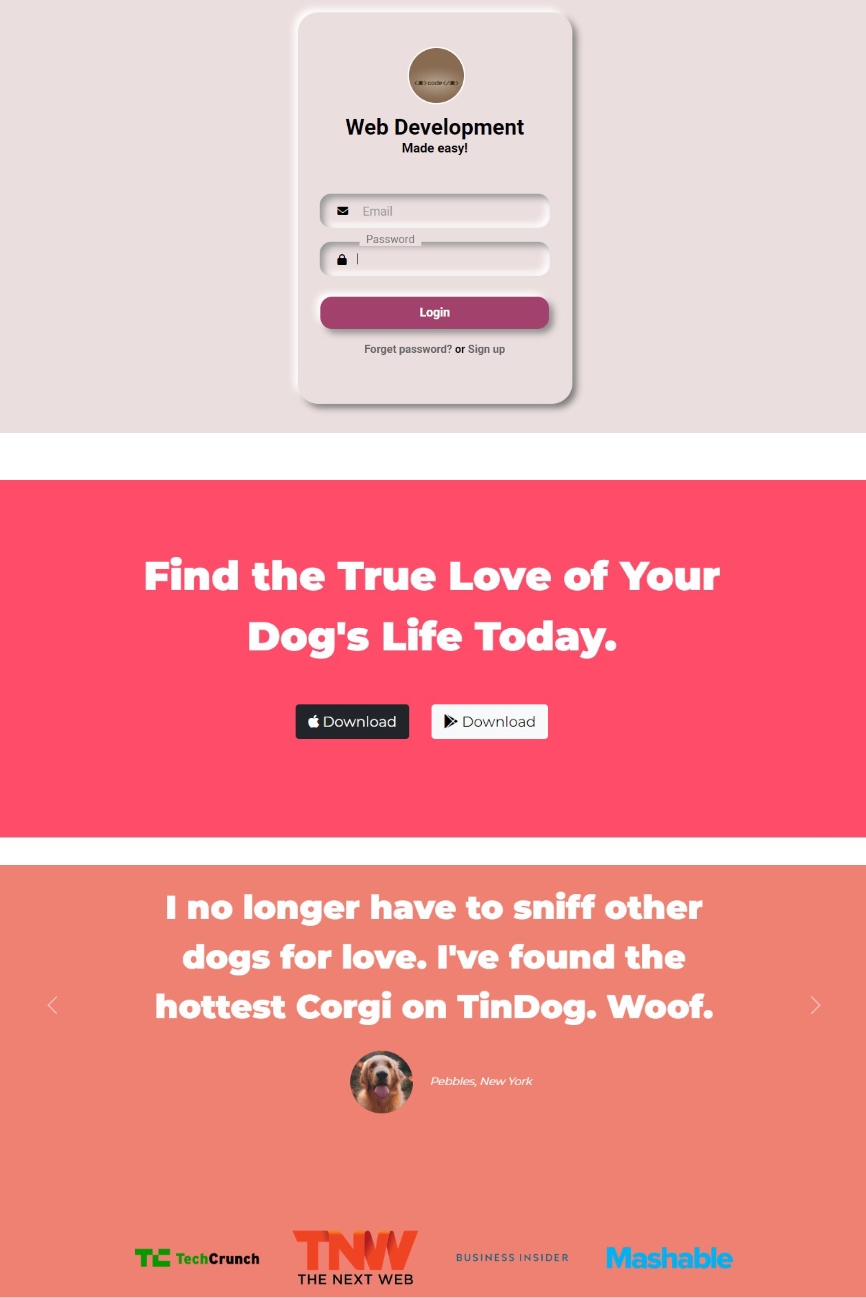 <☠>code</☠>
Web Development
Made easy!
Email
Password
Login
Forget password? or Sign up
Find the True Love of Your
Dog's Life Today.
Download
Download
I no longer have to sniff other
dogs for love. I've found the
hottest Corgi on TinDog. Woof.
Pebbles, New York
TC TechCrunch
TNW
THE NEXT WEB
BUSINESS INSIDER
Mashable